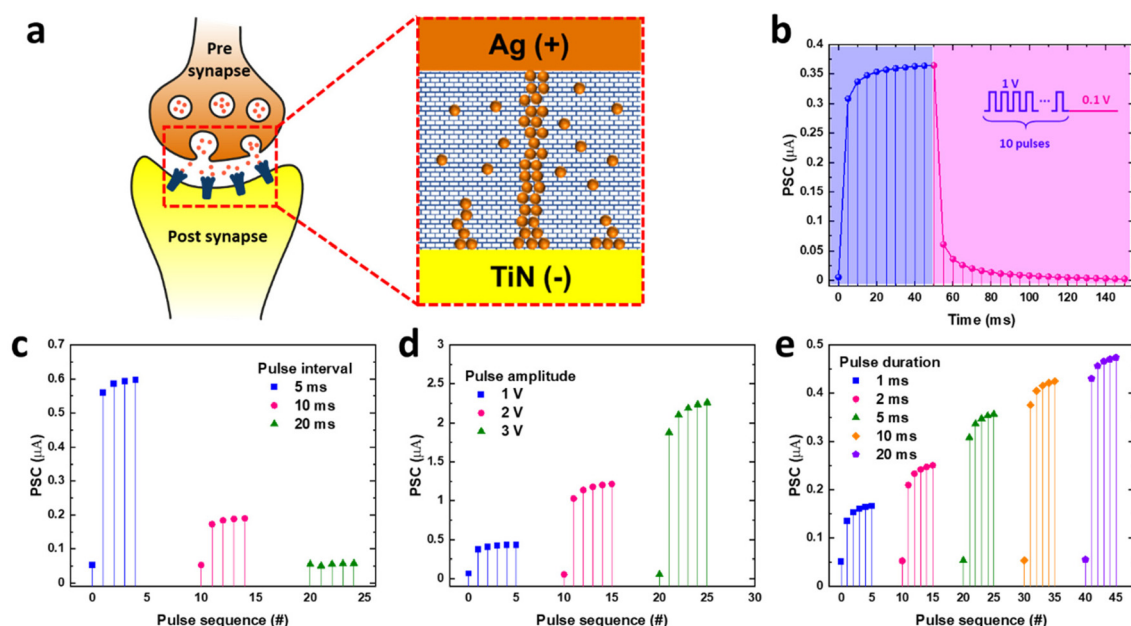 a
Pre
synapse
Post synapse
Ag (+)
TiN (-)
b
PSC (μA)
0.4
0.35
0.3
0.25
0.2
0.15
0.1
0.05
0
0 20 40 60 80 100 120 140
Time (ms)
1 V
...
0.1 V
10 pulses
c
PSC (μA)
0.7
0.6
0.4
0.2
0.1
0
0 5 10 15 20 25
Pulse sequence (#)
Pulse interval
5 ms
10 ms
20 ms
d
PSC (μA)
3
2.5
2
1.5
1
0.5
0
0 5 10 15 20 25 30
Pulse sequence (#)
Pulse amplitude
1 V
2 V
3 V
e
PSC (μA)
0.5
0.4
0.2
0.1
0
0 5 10 15 20 25 30 35 40 45
Pulse sequence (#)
Pulse duration
1 ms
2 ms
5 ms
10 ms
20 ms